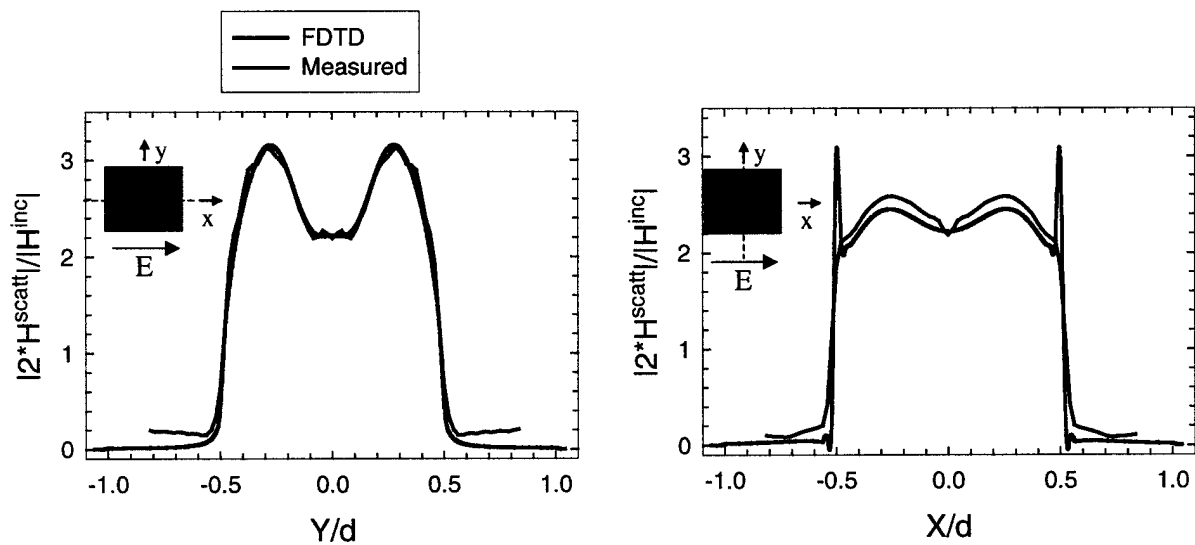 FDTD
Measured
|2*H^scatt|/|H^inc|
3
2
1
0
y
x
E
-1.0 -0.5 0.0 0.5 1.0
Y/d
|2*H^scatt|/|H^inc|
3
2
1
0
y
x
E
-1.0 -0.5 0.0 0.5 1.0
X/d